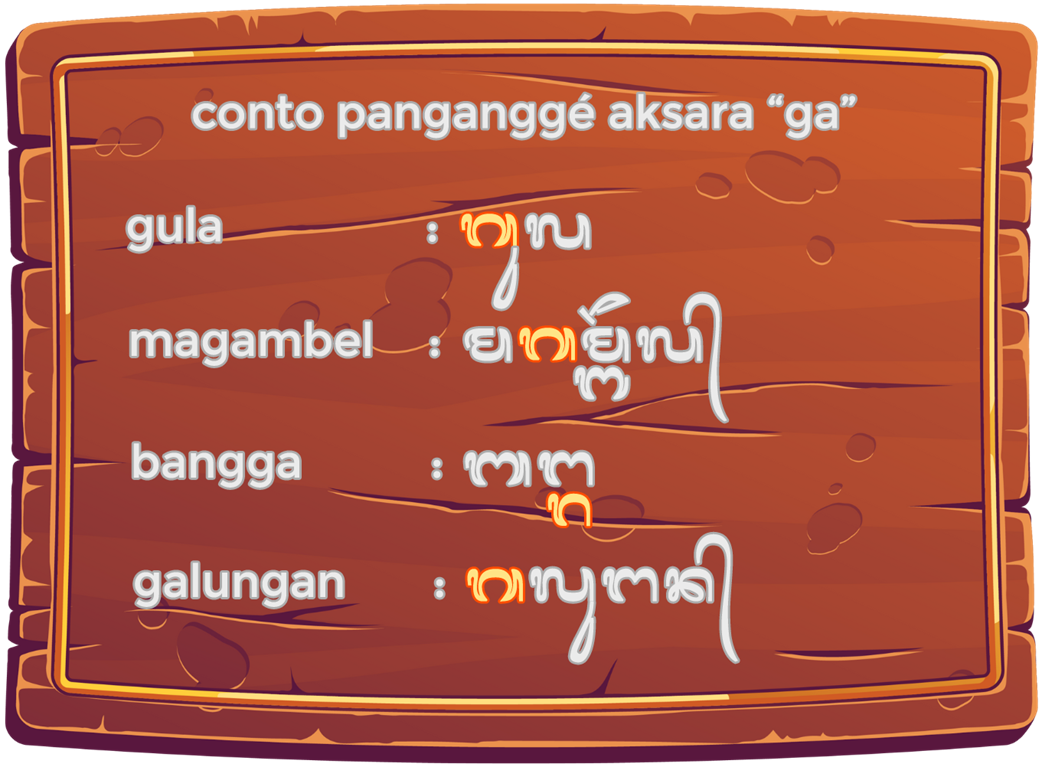 conto panganggé aksara “ga”
gula : ᬕᬸᬮ
magambel : ᬫᬕᬫ᭄ᬩᭂᬮ᭄
bangga : ᬩᬗ᭄ᬕ
galungan : ᬕᬮᬸᬗᬦ᭄